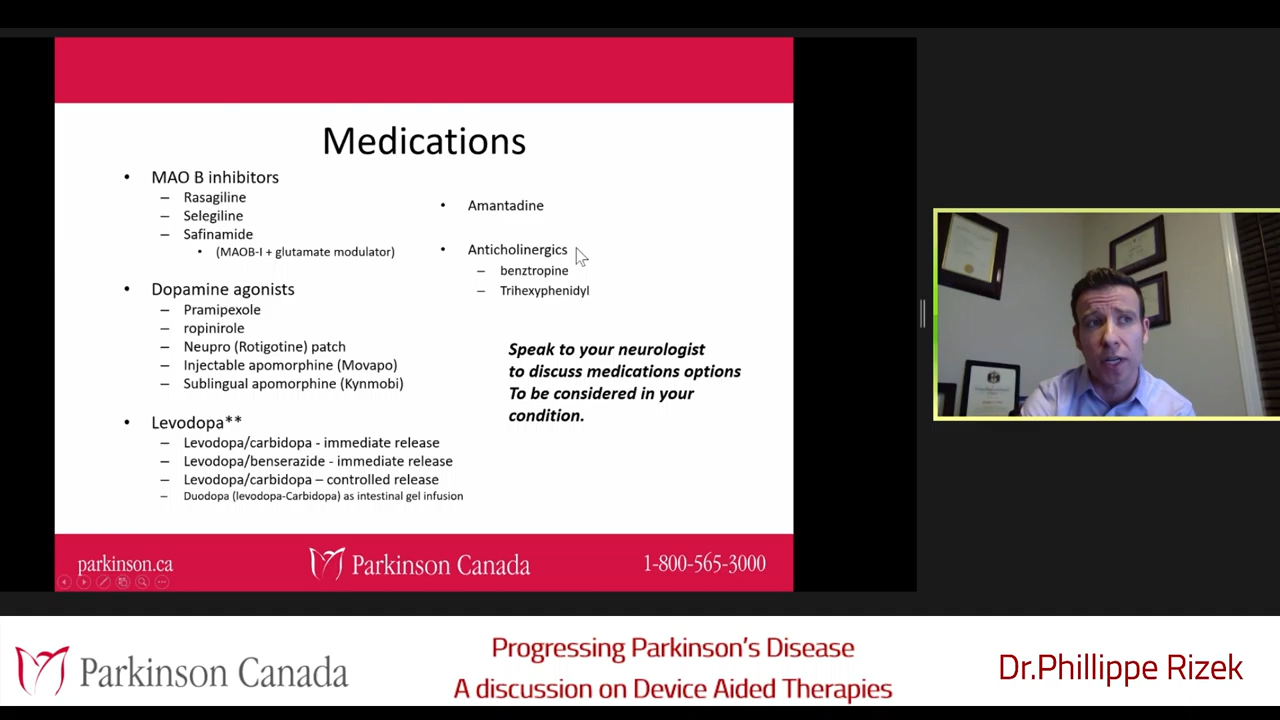 Medications
• MAO B inhibitors
– Rasagiline
– Selegiline
– Safinamide
• (MAOB-I + glutamate modulator)
• Dopamine agonists
– Pramipexole
– ropinirole
– Neupro (Rotigotine) patch
– Injectable apomorphine (Movapo)
– Sublingual apomorphine (Kynmobi)
• Levodopa**
– Levodopa/carbidopa - immediate release
– Levodopa/benserazide - immediate release
– Levodopa/carbidopa – controlled release
– Duodopa (levodopa-Carbidopa) as intestinal gel infusion
• Amantadine
• Anticholinergics
– benztropine
– Trihexyphenidyl
Speak to your neurologist
to discuss medications options
To be considered in your
condition.
parkinson.ca
Parkinson Canada
1-800-565-3000
Parkinson Canada
Progressing Parkinson's Disease
A discussion on Device Aided Therapies
Dr.Phillippe Rizek